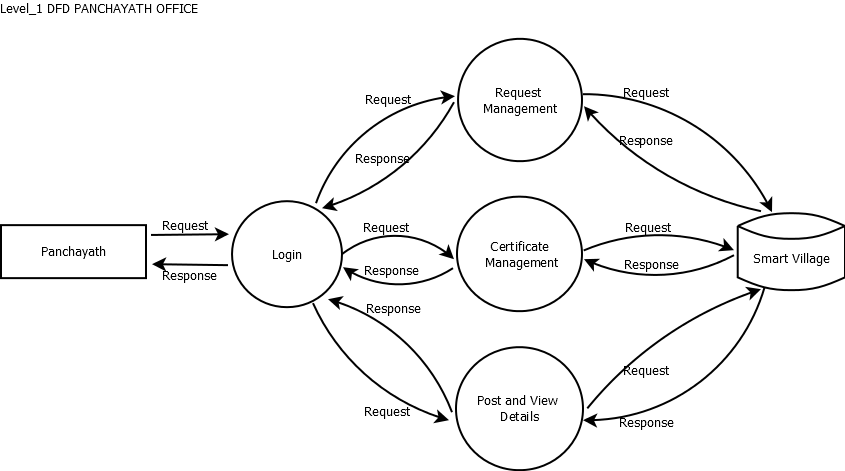 Level_1 DFD PANCHAYATH OFFICE
Request
Management
Request
Request
Response
Response
Panchayath
Request
Response
Login
Request
Response
Certificate
Management
Request
Response
Smart Village
Response
Request
Post and View
Details
Request
Response